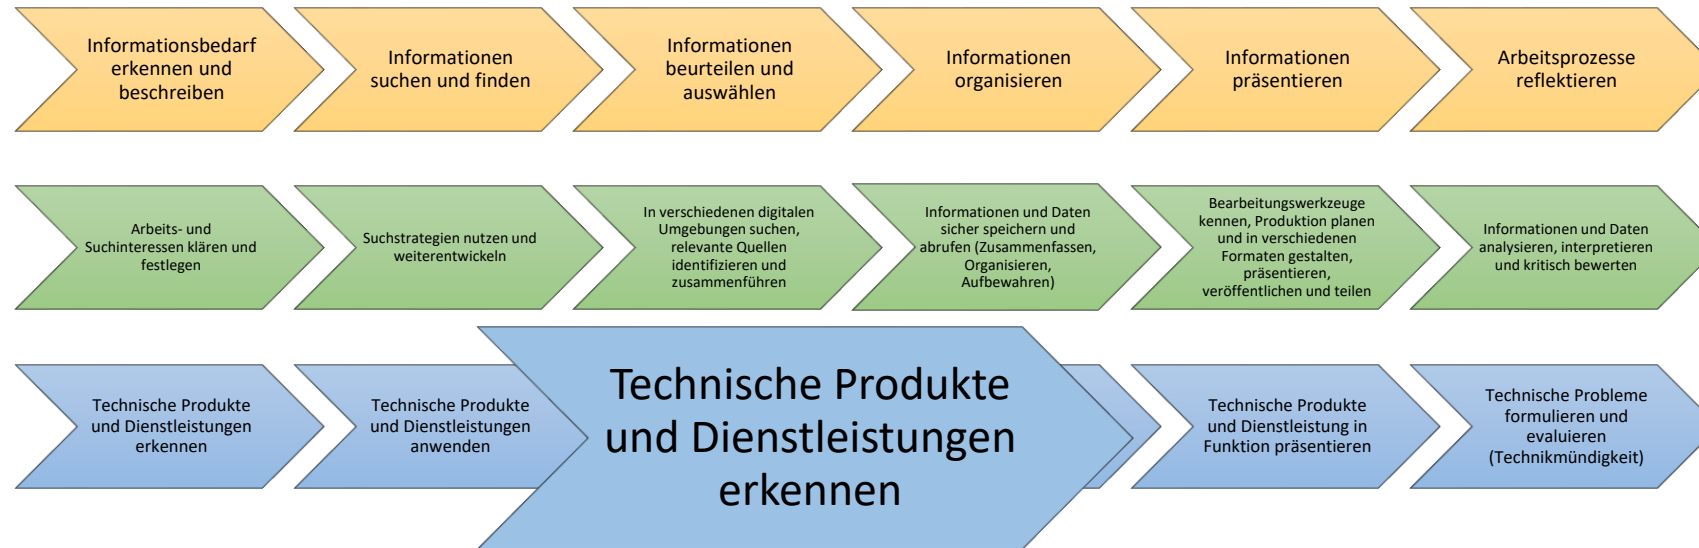 Informationsbedarf
erkennen und
beschreiben
Informationen
suchen und finden
Informationen
beurteilen und
auswählen
Informationen
organisieren
Informationen
präsentieren
Arbeitsprozesse
reflektieren
Arbeits- und
Suchinteressen klären und
festlegen
Suchstrategien nutzen und
weiterentwickeln
In verschiedenen digitalen
Umgebungen suchen,
relevante Quellen
identifizieren und
zusammenführen
Informationen und Daten
sicher speichern und
abrufen (Zusammenfassen,
Organisieren,
Aufbewahren)
Bearbeitungswerkzeuge
kennen, Produktion planen
und in verschiedenen
Formaten gestalten,
präsentieren,
veröffentlichen und teilen
Informationen und Daten
analysieren, interpretieren
und kritisch bewerten
Technische Produkte
und Dienstleistungen
erkennen
Technische Produkte
und Dienstleistungen
anwenden
Technische Produkte
und Dienstleistungen
erkennen
Technische Produkte
und Dienstleistung in
Funktion präsentieren
Technische Probleme
formulieren und
evaluieren
(Technikmündigkeit)